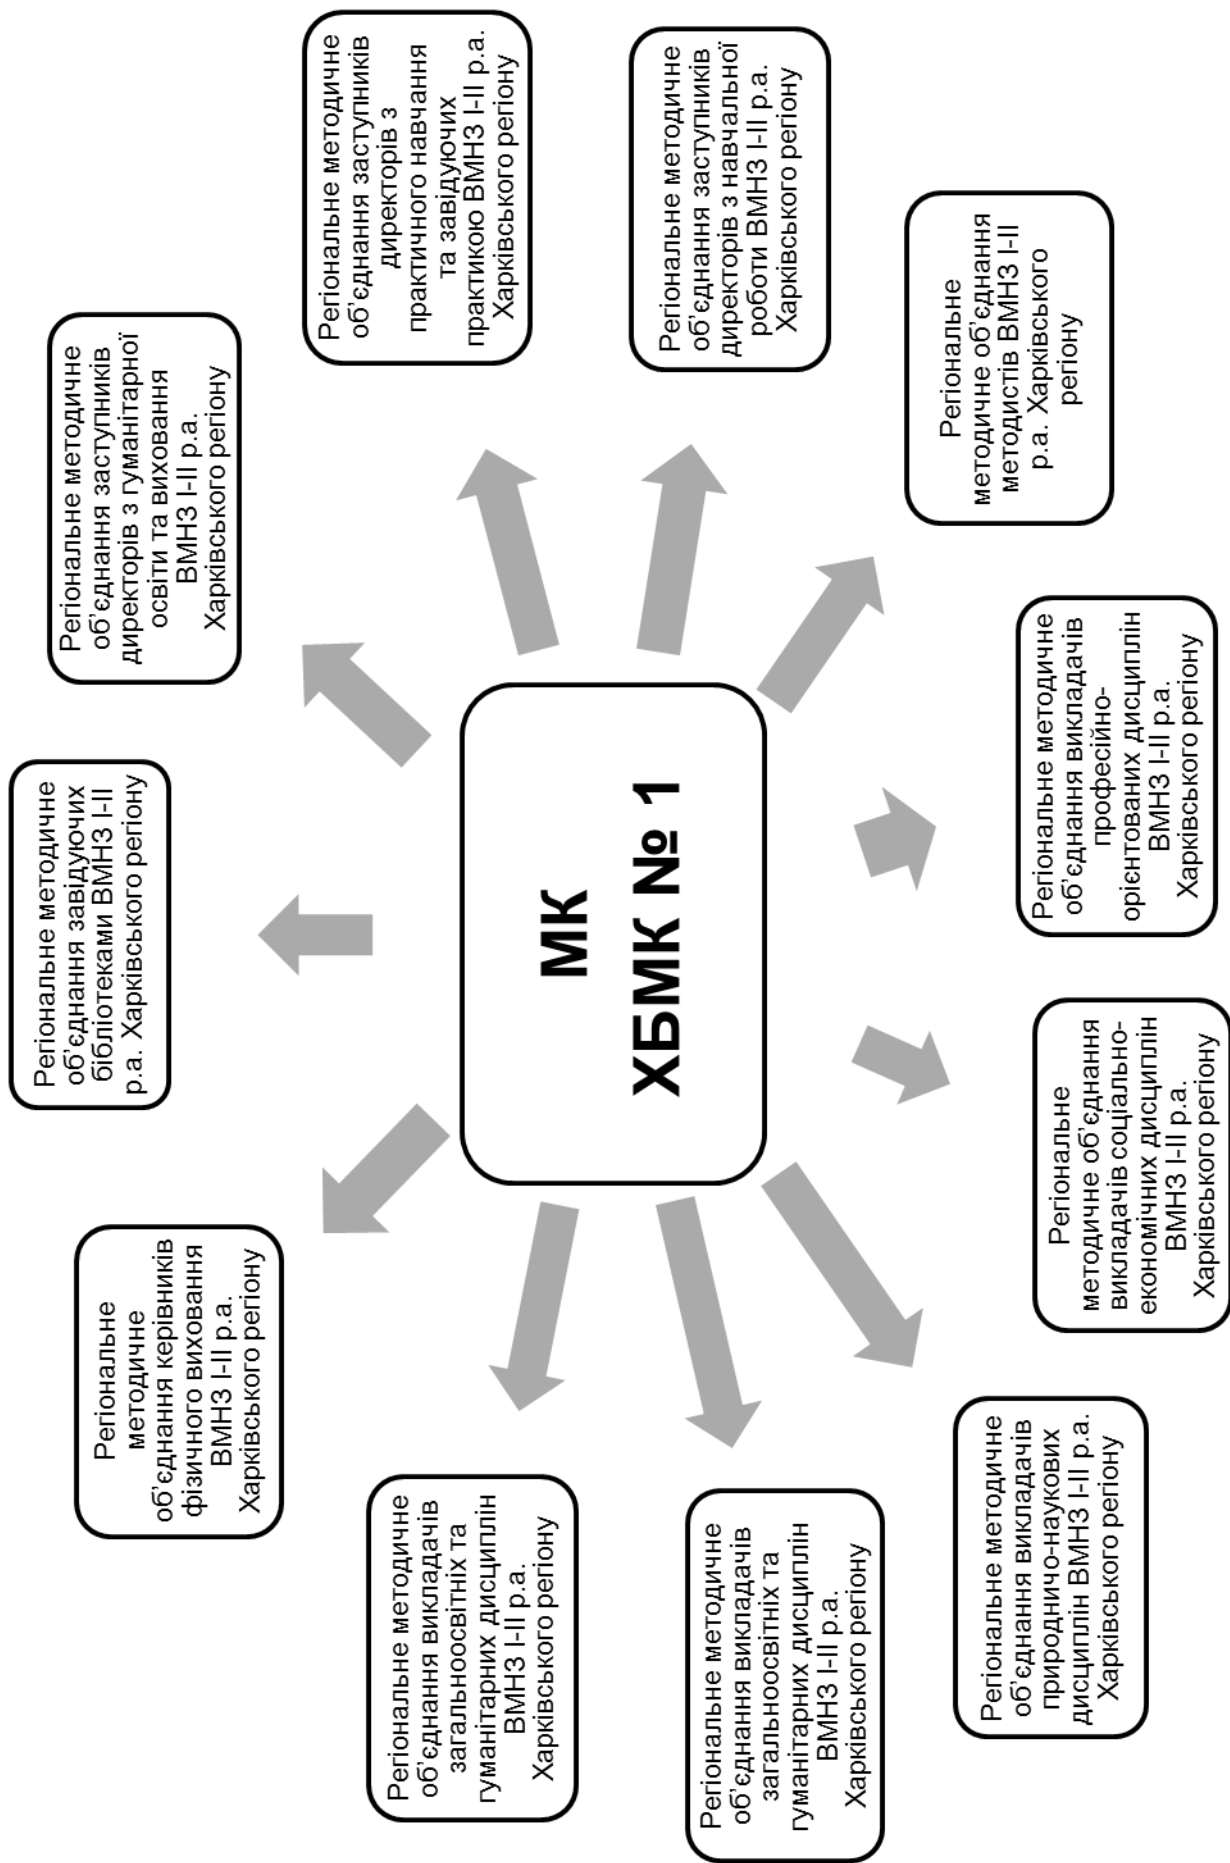 Регіональне
методичне
об’єднання керівників
фізичного виховання
ВМНЗ І-ІІ р.а.
Харківського регіону
Регіональне методичне
об’єднання завідуючих
бібліотеками ВМНЗ І-ІІ
р.а. Харківського регіону
Регіональне методичне
об’єднання заступників
директорів з гуманітарної
освіти та виховання
ВМНЗ І-ІІ р.а.
Харківського регіону
Регіональне методичне
об’єднання заступників
директорів з
практичного навчання
та завідуючих
практикою ВМНЗ І-ІІ р.а.
Харківського регіону
Регіональне методичне
об’єднання викладачів
загальноосвітніх та
гуманітарних дисциплін
ВМНЗ І-ІІ р.а.
Харківського регіону
МК
ХБМК № 1
Регіональне методичне
об’єднання заступників
директорів з навчальної
роботи ВМНЗ І-ІІ р.а.
Харківського регіону
Регіональне методичне
об’єднання викладачів
загальноосвітніх та
гуманітарних дисциплін
ВМНЗ І-ІІ р.а.
Харківського регіону
Регіональне
методичне об’єднання
методистів ВМНЗ І-ІІ
р.а. Харківського
регіону
Регіональне методичне
об’єднання викладачів
природничо-наукових
дисциплін ВМНЗ І-ІІ р.а.
Харківського регіону
Регіональне
методичне об’єднання
викладачів соціально-
економічних дисциплін
ВМНЗ І-ІІ р.а.
Харківського регіону
Регіональне методичне
об’єднання викладачів
професійно-
орієнтованих дисциплін
ВМНЗ І-ІІ р.а.
Харківського регіону